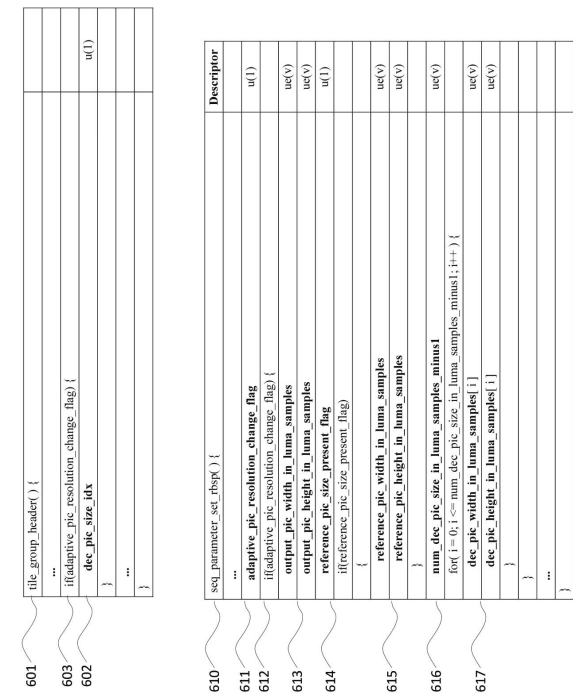 601 tile_group_header( ) {
...
603 if(adaptive_pic_resolution_change_flag) {
602 dec_pic_size_idx u(1)
}
...
}
610 seq_parameter_set_rbsp( ) { Descriptor
...
611 adaptive_pic_resolution_change_flag u(1)
612 if(adaptive_pic_resolution_change_flag) {
613 output_pic_width_in_luma_samples ue(v)
output_pic_height_in_luma_samples ue(v)
614 reference_pic_size_present_flag u(1)
if(reference_pic_size_present_flag)
{
615 reference_pic_width_in_luma_samples ue(v)
reference_pic_height_in_luma_samples ue(v)
}
616 num_dec_pic_size_in_luma_samples_minus1 ue(v)
for( i = 0; i <= num_dec_pic_size_in_luma_samples_minus1; i++ ) {
617 dec_pic_width_in_luma_samples[ i ] ue(v)
dec_pic_height_in_luma_samples[ i ] ue(v)
}
}
...
}